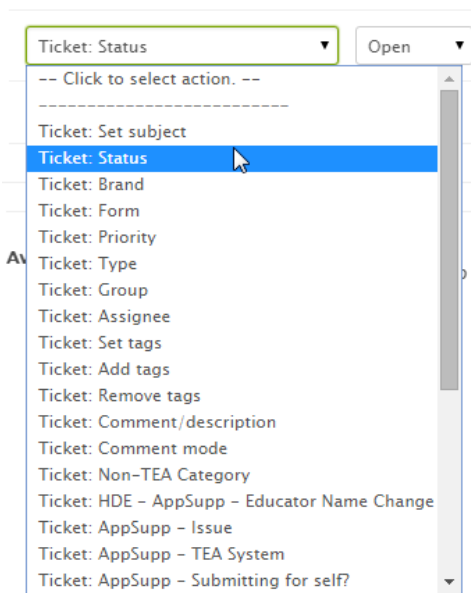 Ticket: Status Open
-- Click to select action. --
--------------------------
Ticket: Set subject
Ticket: Status
Ticket: Brand
Ticket: Form
Ticket: Priority
Ticket: Type
Ticket: Group
Ticket: Assignee
Ticket: Set tags
Ticket: Add tags
Ticket: Remove tags
Ticket: Comment/description
Ticket: Comment mode
Ticket: Non-TEA Category
Ticket: HDE - AppSupp - Educator Name Change
Ticket: AppSupp - Issue
Ticket: AppSupp - TEA System
Ticket: AppSupp - Submitting for self?